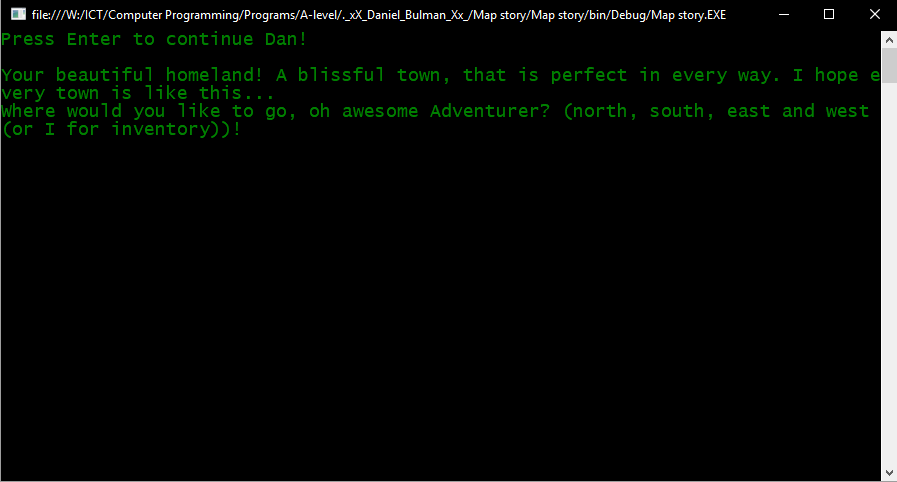 file:///W:/ICT/Computer Programming/Programs/A-level/._xX_Daniel_Bulman_Xx_/Map story/Map story/bin/Debug/Map story.EXE
Press Enter to continue Dan!
Your beautiful homeland! A blissful town, that is perfect in every way. I hope e
very town is like this...
Where would you like to go, oh awesome Adventurer? (north, south, east and west
(or I for inventory))!